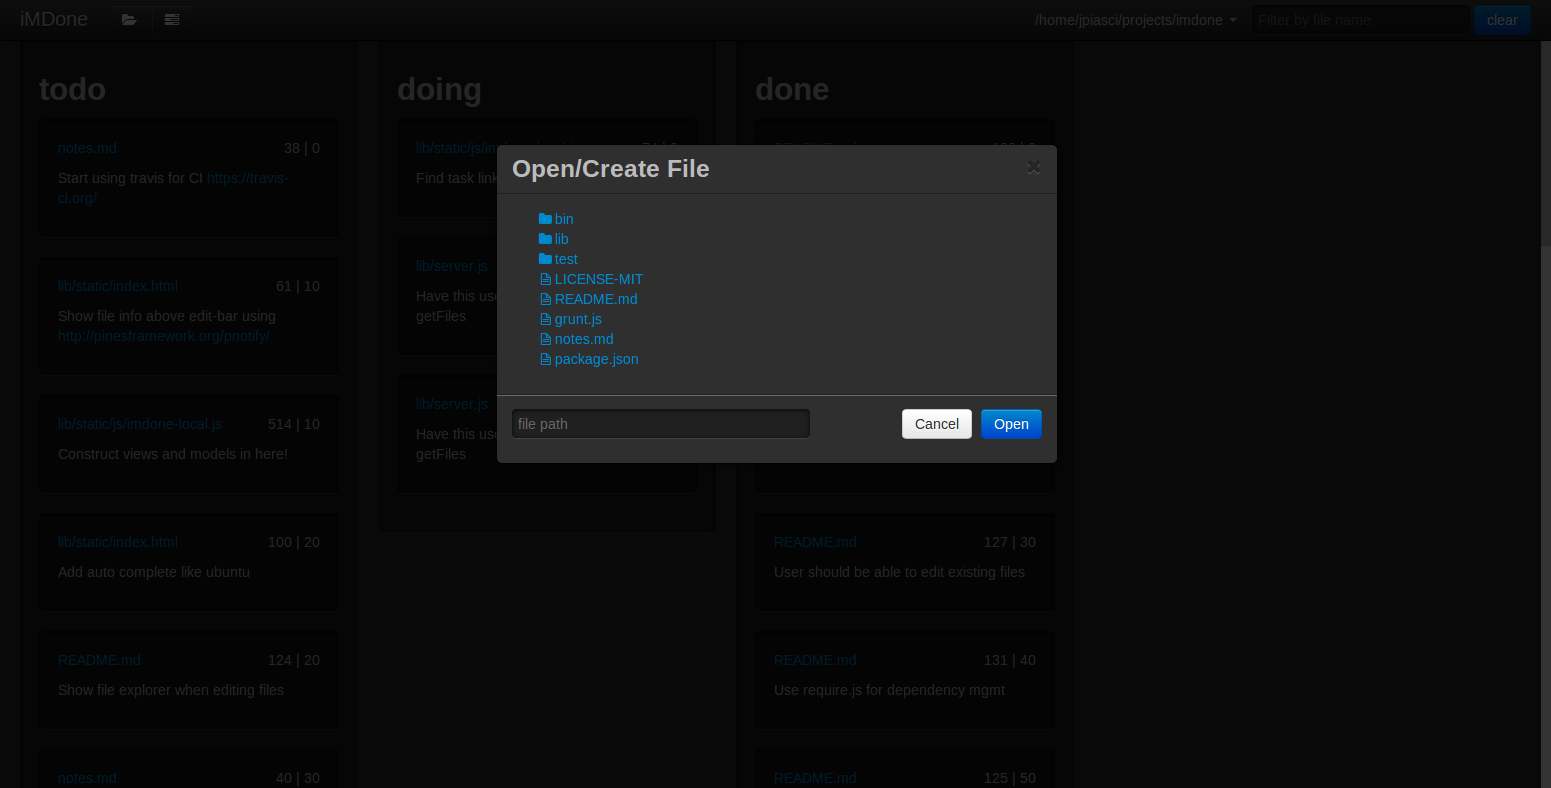 iMDone
/home/jpiasci/projects/imdone
Filter by file name
clear
todo
notes.md
38 | 0
Start using travis for CI https://travis-
ci.org/
lib/static/index.html
61 | 10
Show file info above edit-bar using
http://pinesframework.org/pnotify/
lib/static/js/imdone-local.js
514 | 10
Construct views and models in here!
lib/static/index.html
100 | 20
Add auto complete like ubuntu
README.md
124 | 20
Show file explorer when editing files
notes.md
40 | 30
doing
Find task link
lib/server.js
Have this use
getFiles
lib/server.js
Have this use
getFiles
done
README.md
127 | 30
User should be able to edit existing files
README.md
131 | 40
Use require.js for dependency mgmt
README.md
125 | 50
Open/Create File
bin
lib
test
LICENSE-MIT
README.md
grunt.js
notes.md
package.json
file path
Cancel
Open